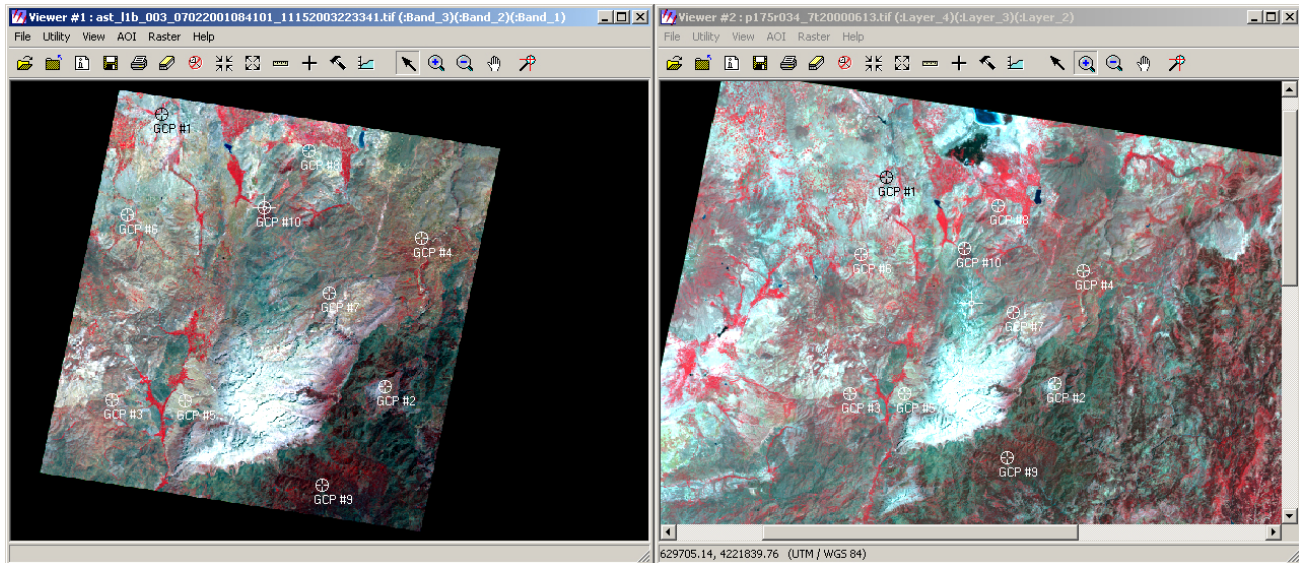 Viewer #1 : ast_l1b_003_07022001084101_11152003223341.tif (:Band_3)(:Band_2)(:Band_1)
File Utility View AOI Raster Help
GCP #1
GCP #8
GCP #10
GCP #6
GCP #4
GCP #7
GCP #2
GCP #3
GCP #5
GCP #9
Viewer #2 : p175r034_7t20000613.tif (:Layer_4)(:Layer_3)(:Layer_2)
File Utility View AOI Raster Help
GCP #1
GCP #8
GCP #10
GCP #6
GCP #4
GCP #7
GCP #2
GCP #3
GCP #5
GCP #9
629705.14, 4221839.76 (UTM / WGS 84)